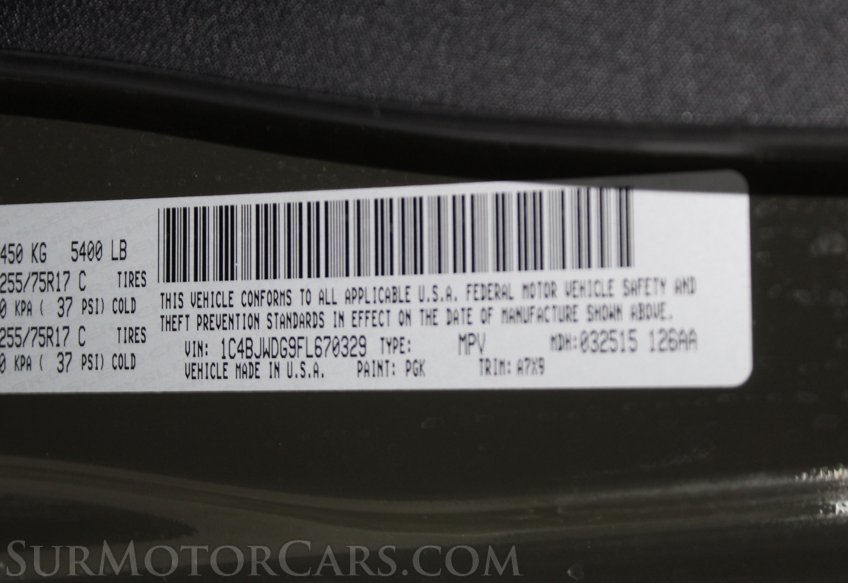 450 KG 5400 LB
255/75R17 C TIRES
0 KPA ( 37 PSI) COLD
255/75R17 C TIRES
0 KPA ( 37 PSI) COLD
THIS VEHICLE CONFORMS TO ALL APPLICABLE U.S.A. FEDERAL MOTOR VEHICLE SAFETY AND
THEFT PREVENTION STANDARDS IN EFFECT ON THE DATE OF MANUFACTURE SHOWN ABOVE.
VIN: 1C4BJWDG9FL670329 TYPE: MPV MDH: 032515 126AA
VEHICLE MADE IN U.S.A. PAINT: PGK TRIM: A7X9
SURMOTORCARS.COM